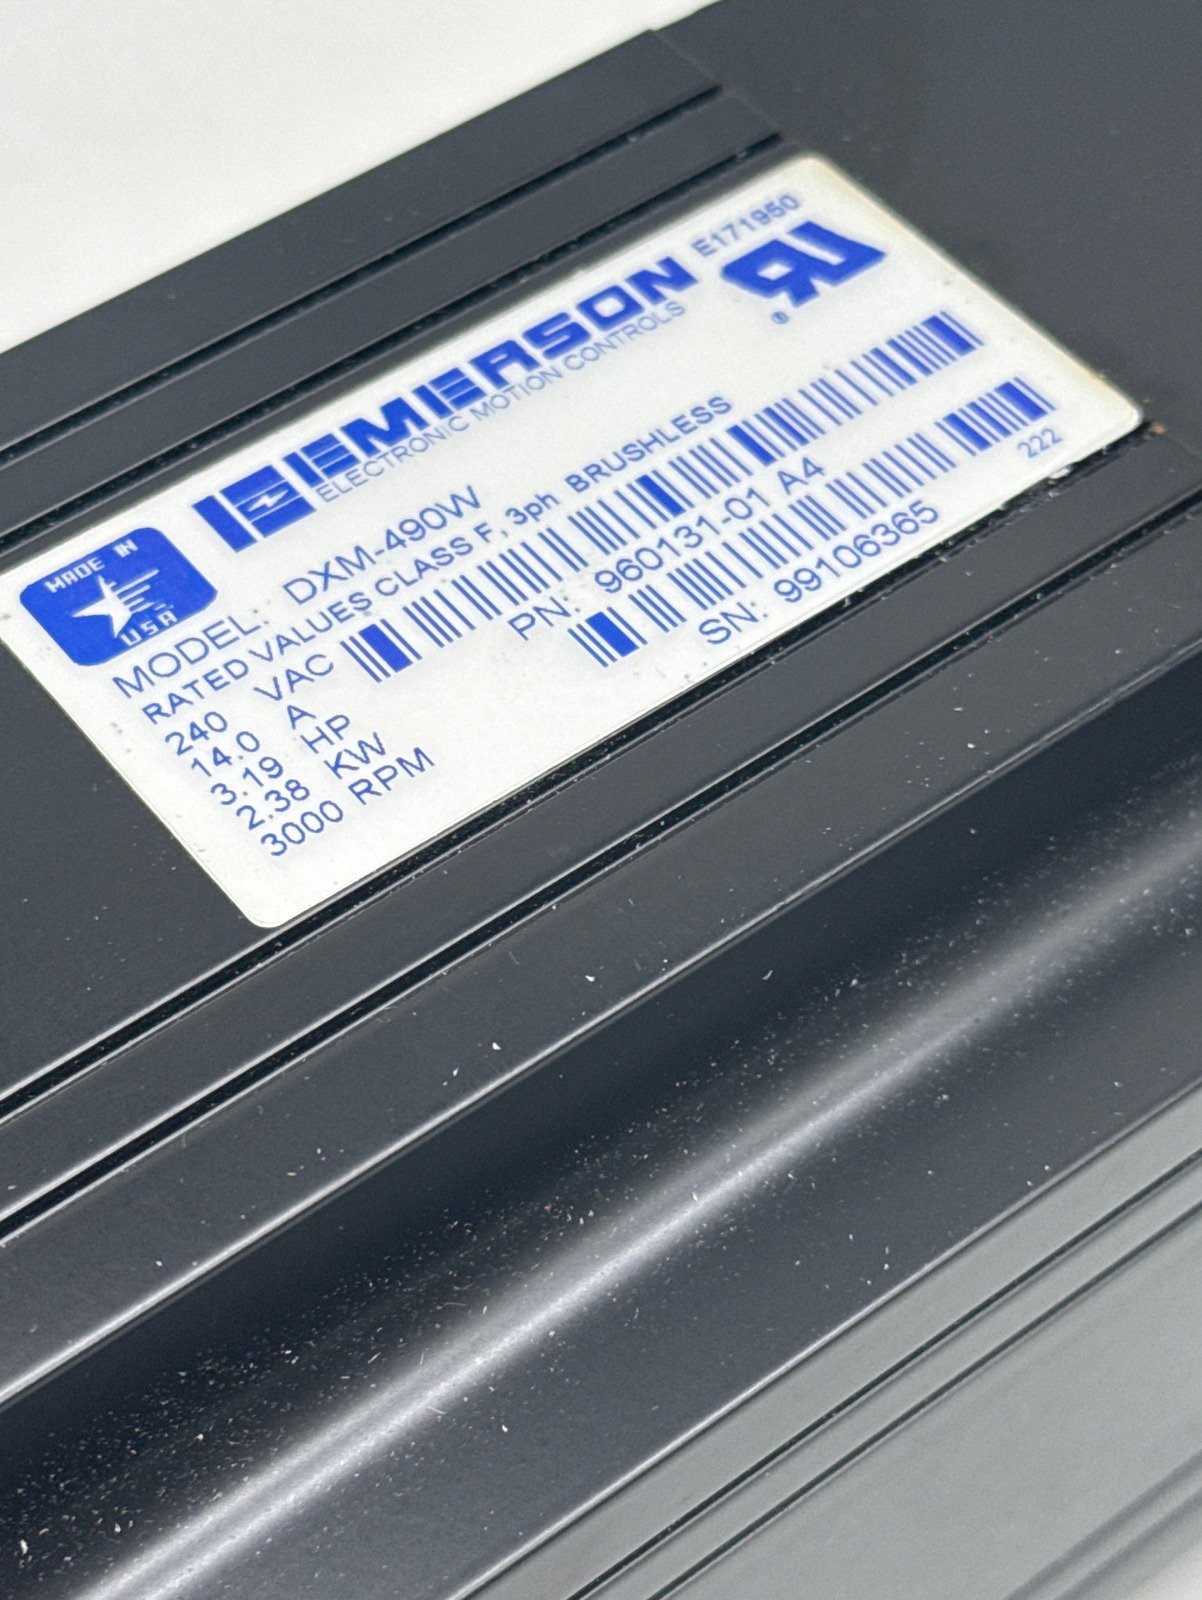 E171950
EMERSON
ELECTRONIC MOTION CONTROLS
®
MADE IN
USA
MODEL: DXM-490W
RATED VALUES CLASS F, 3ph BRUSHLESS
240 VAC
14.0 A
3.19 HP
2.38 KW
3000 RPM
PN: 960131-01 A4
SN: 99106365
222